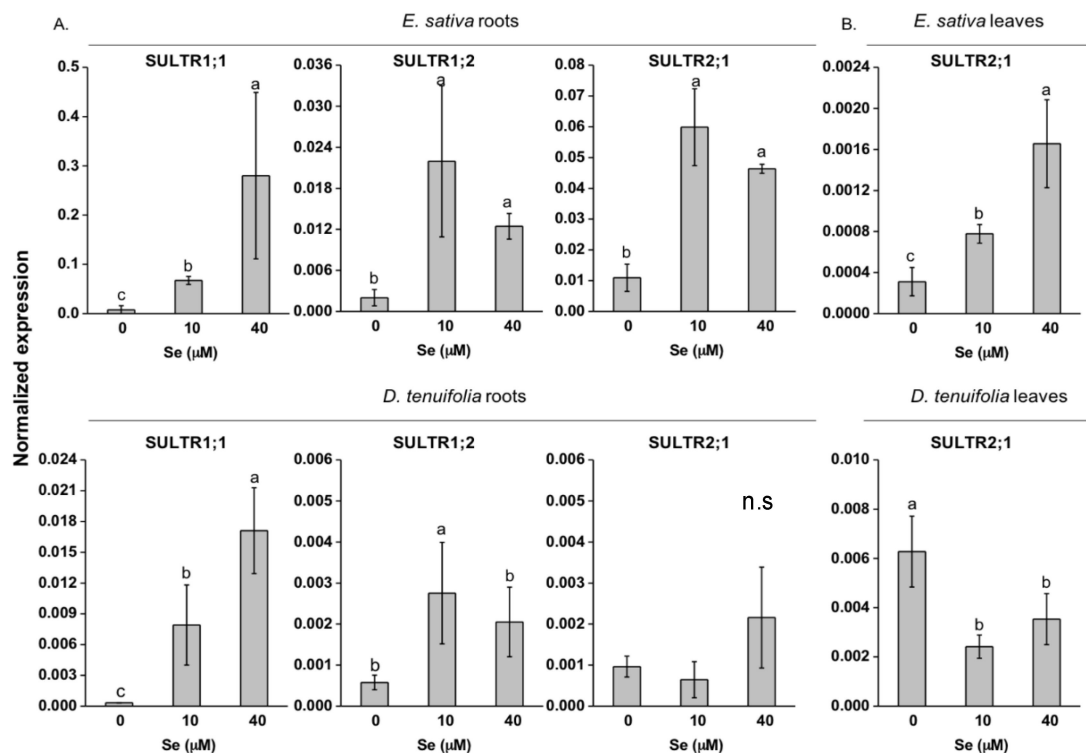 A.
E. sativa roots
B.
E. sativa leaves
Normalized expression
SULTR1;1
0.5
0.4
0.3
0.2
0.1
0.0
c
b
a
0 10 40
Se (µM)
SULTR1;2
0.036
0.030
0.024
0.018
0.012
0.006
0.000
b
a
a
0 10 40
Se (µM)
SULTR2;1
0.08
0.07
0.06
0.05
0.04
0.03
0.02
0.01
0.00
b
a
a
0 10 40
Se (µM)
SULTR2;1
0.0024
0.0020
0.0016
0.0012
0.0008
0.0004
0.0000
c
b
a
0 10 40
Se (µM)
D. tenuifolia roots
D. tenuifolia leaves
SULTR1;1
0.024
0.021
0.018
0.015
0.012
0.009
0.006
0.003
0.000
c
b
a
0 10 40
Se (µM)
SULTR1;2
0.006
0.005
0.004
0.003
0.002
0.001
0.000
b
a
b
0 10 40
Se (µM)
SULTR2;1
0.006
0.005
0.004
0.003
0.002
0.001
0.000
n.s
0 10 40
Se (µM)
SULTR2;1
0.010
0.008
0.006
0.004
0.002
0.000
a
b
b
0 10 40
Se (µM)